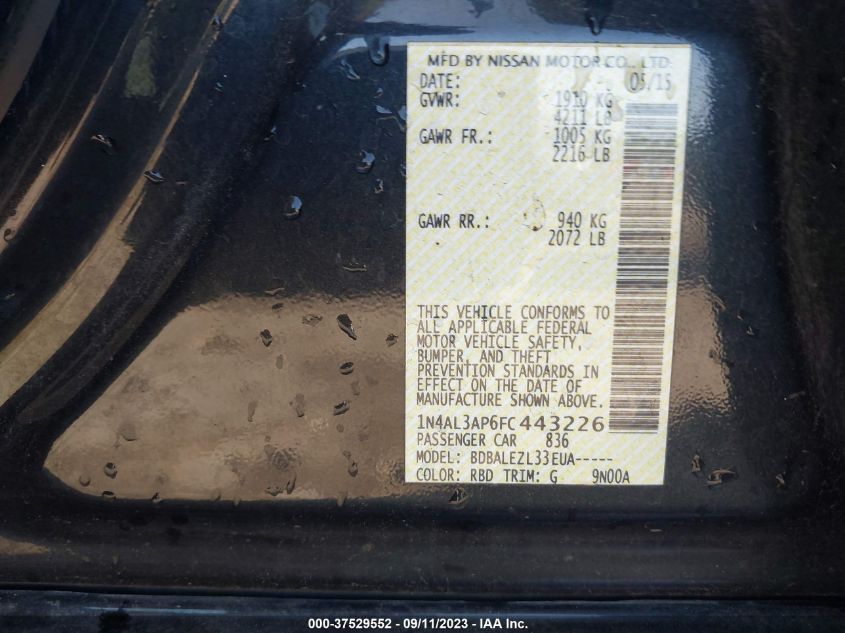 MFD BY NISSAN MOTOR CO., LTD.
DATE: 05/15
GVWR: 1910 KG
4211 LB
GAWR FR.: 1005 KG
2216 LB
GAWR RR.: 940 KG
2072 LB
THIS VEHICLE CONFORMS TO
ALL APPLICABLE FEDERAL
MOTOR VEHICLE SAFETY,
BUMPER, AND THEFT
PREVENTION STANDARDS IN
EFFECT ON THE DATE OF
MANUFACTURE SHOWN ABOVE.
1N4AL3AP6FC443226
PASSENGER CAR 836
MODEL: BDBALEZL33EUA-----
COLOR: RBD TRIM: G 9N00A
000-37529552 - 09/11/2023 - IAA Inc.